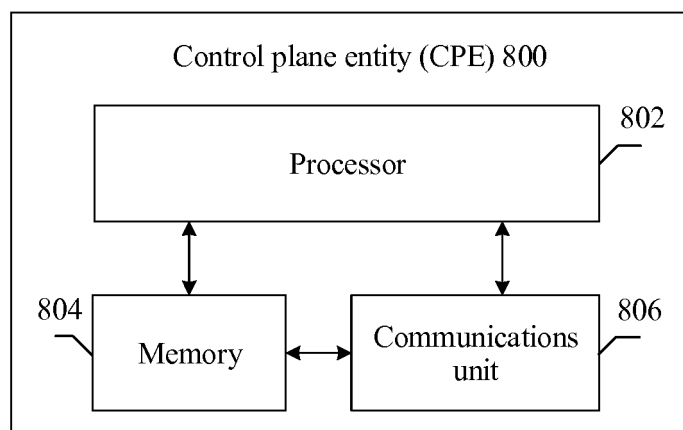 Control plane entity (CPE) 800
802
Processor
804
Memory
806
Communications
unit